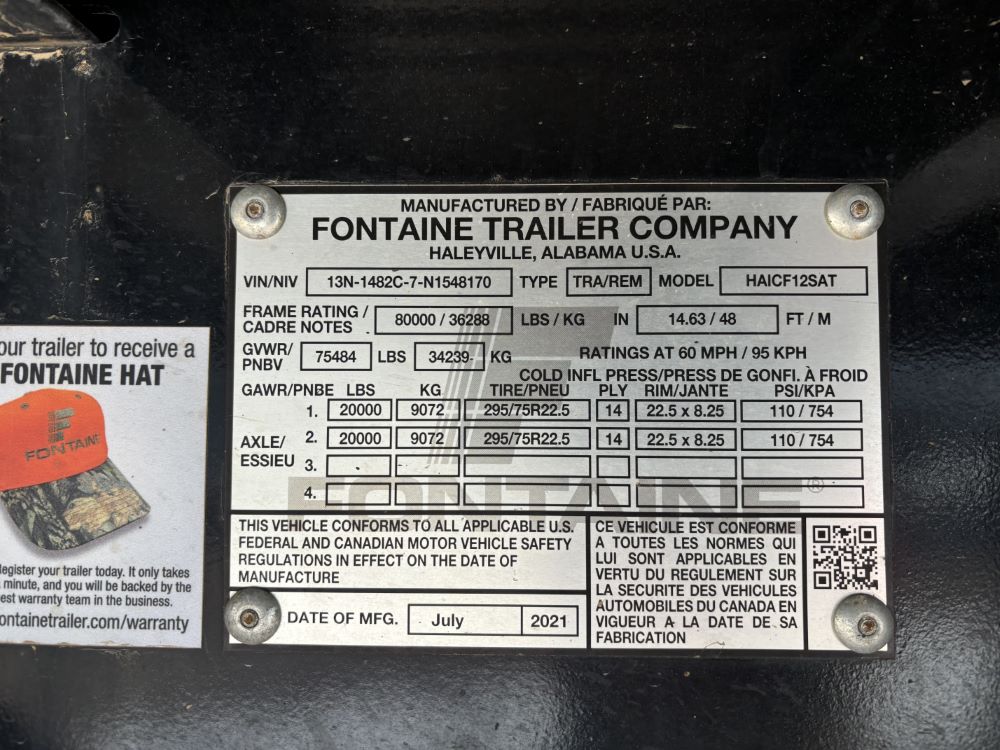 MANUFACTURED BY / FABRIQUÉ PAR:
FONTAINE TRAILER COMPANY
HALEYVILLE, ALABAMA U.S.A.
VIN/NIV 13N-1482C-7-N1548170 TYPE TRA/REM MODEL HAICF12SAT
FRAME RATING / CADRE NOTES 80000 / 36288 LBS / KG IN 14.63 / 48 FT / M
GVWR/ PNBV 75484 LBS 34239 KG RATINGS AT 60 MPH / 95 KPH
COLD INFL PRESS/PRESS DE GONFI. À FROID
GAWR/PNBE LBS KG TIRE/PNEU PLY RIM/JANTE PSI/KPA
1. 20000 9072 295/75R22.5 14 22.5 x 8.25 110 / 754
AXLE/ ESSIEU
2. 20000 9072 295/75R22.5 14 22.5 x 8.25 110 / 754
3.
4.
FONTAINE®
THIS VEHICLE CONFORMS TO ALL APPLICABLE U.S.
FEDERAL AND CANADIAN MOTOR VEHICLE SAFETY
REGULATIONS IN EFFECT ON THE DATE OF
MANUFACTURE
DATE OF MFG. July 2021
CE VEHICULE EST CONFORME
A TOUTES LES NORMES QUI
LUI SONT APPLICABLES EN
VERTU DU REGULEMENT SUR
LA SECURITE DES VEHICULES
AUTOMOBILES DU CANADA EN
VIGUEUR A LA DATE DE SA
FABRICATION
our trailer to receive a
FONTAINE HAT
FONTAINE
egister your trailer today. It only takes
minute, and you will be backed by the
est warranty team in the business.
ontainetrailer.com/warranty